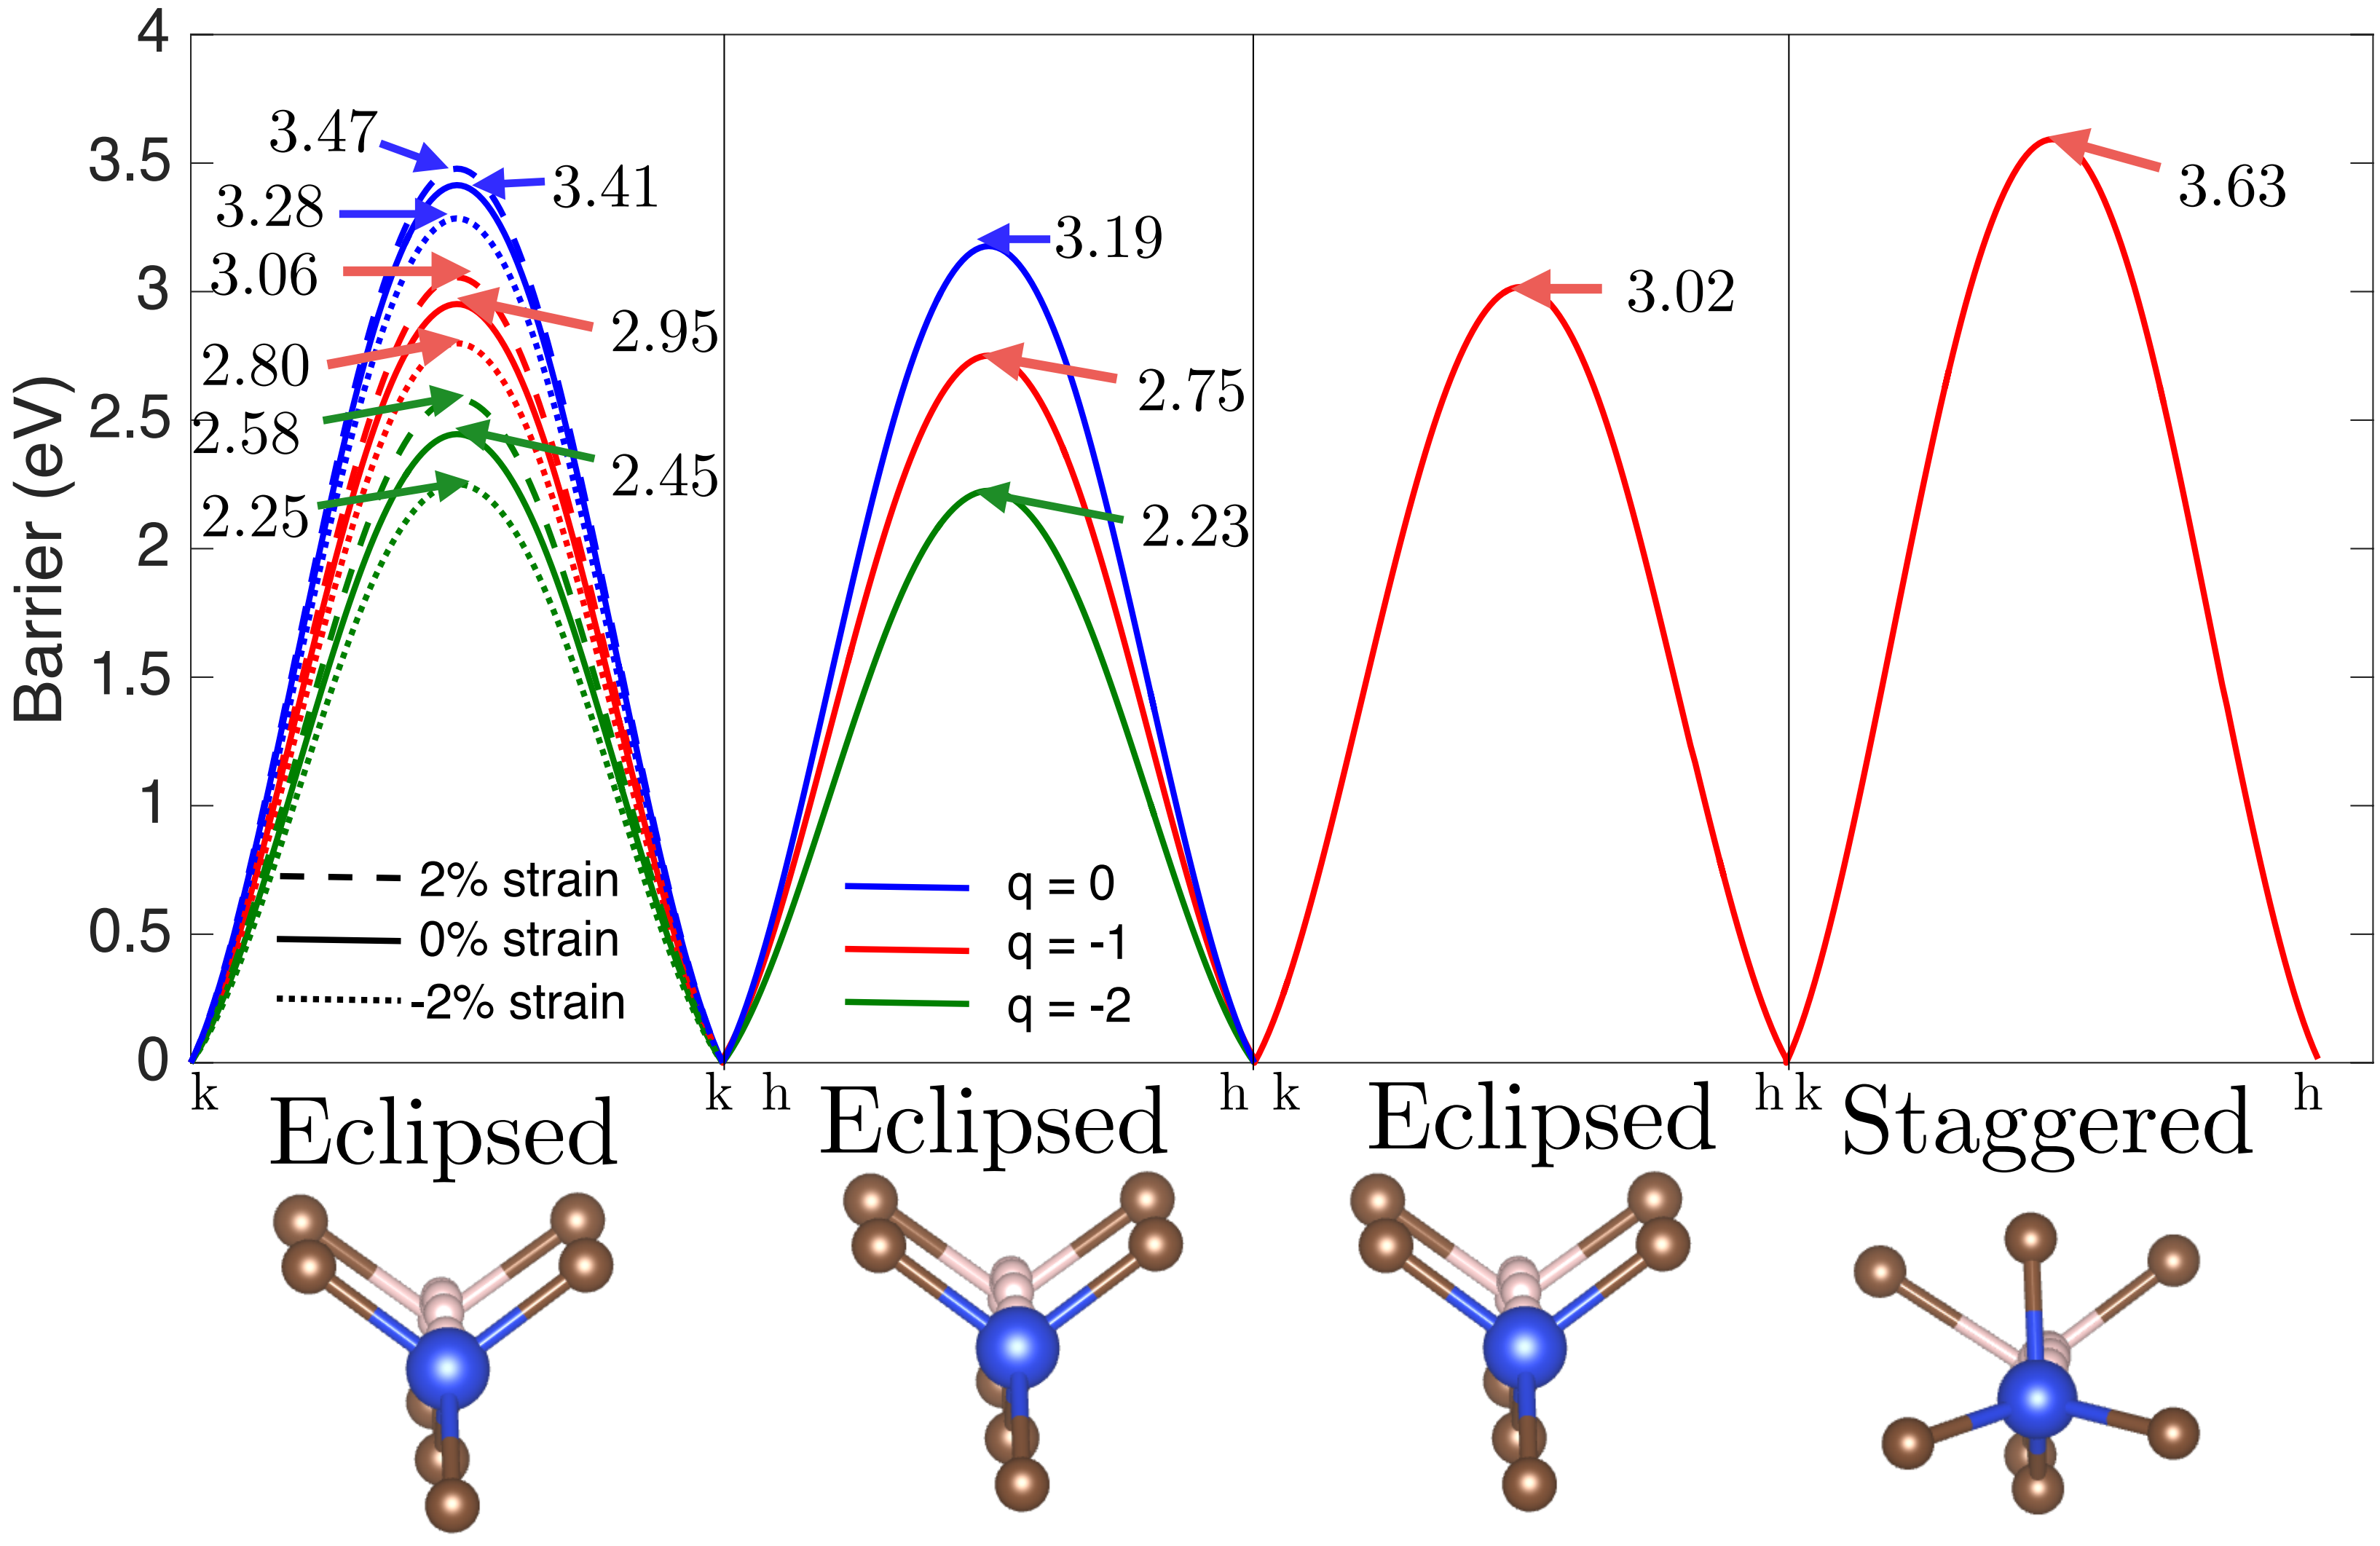 Barrier (eV)
4
3.5
3
2.5
2
1.5
1
0.5
0
3.47
3.41
3.28
3.06
2.95
2.80
2.58
2.45
2.25
3.19
2.75
2.23
3.02
3.63
2% strain
0% strain
-2% strain
q = 0
q = -1
q = -2
k k h h k h k h
Eclipsed Eclipsed Eclipsed Staggered